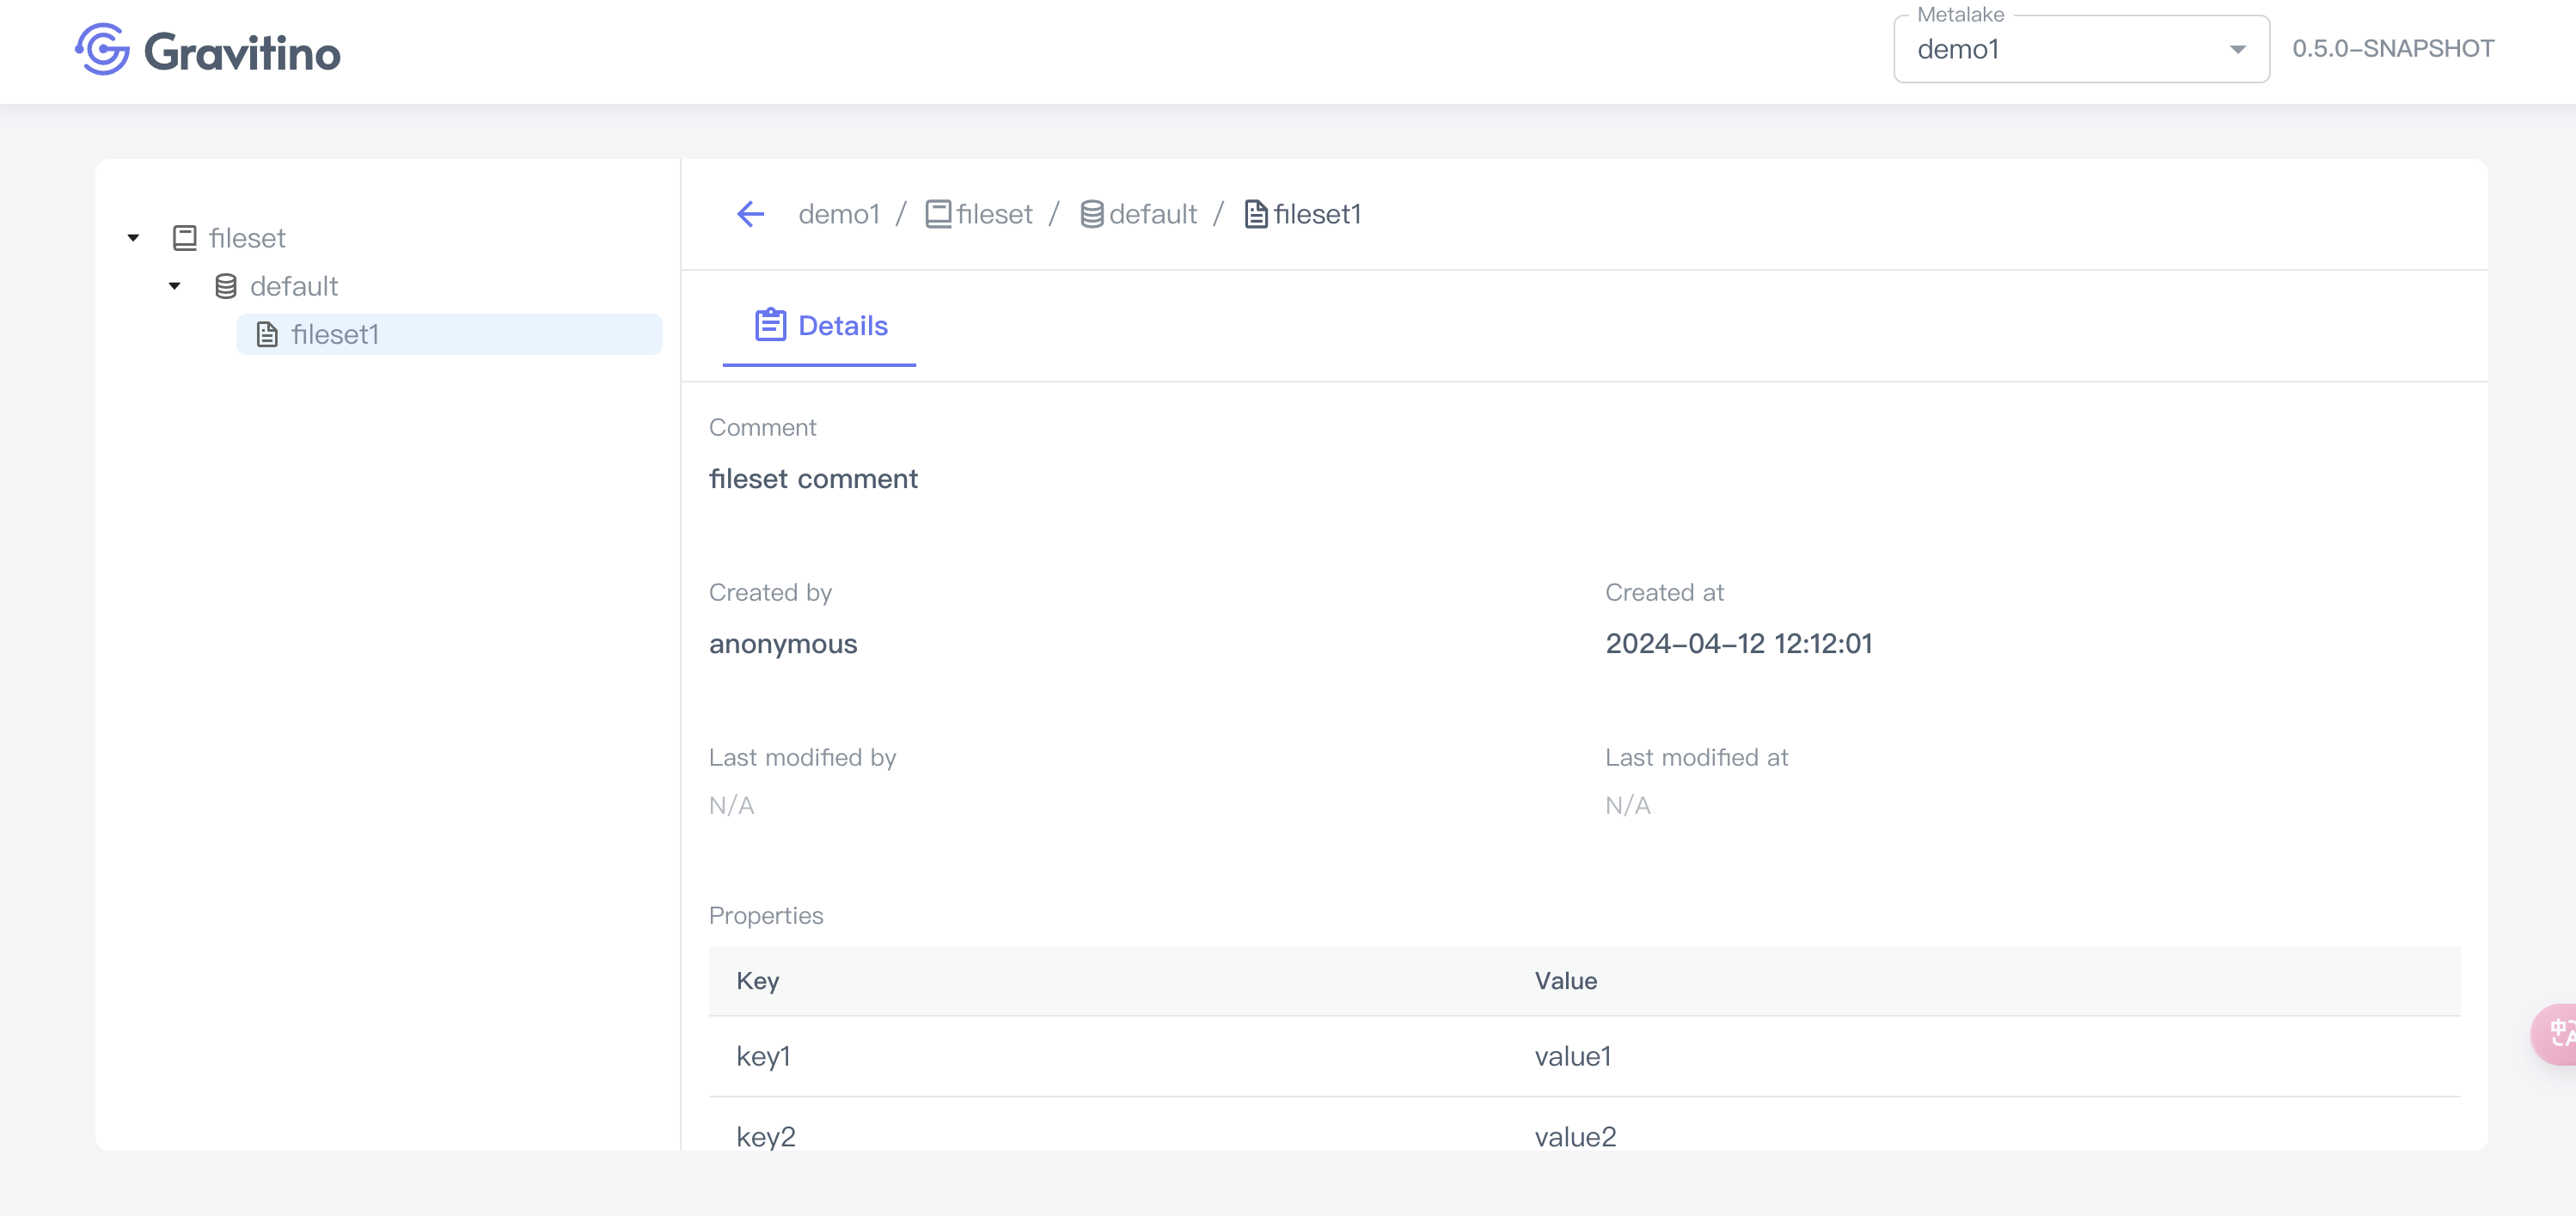 Gravitino
Metalake
demo1
0.5.0-SNAPSHOT
fileset
default
fileset1
demo1 / fileset / default / fileset1
Details
Comment
fileset comment
Created by
Created at
anonymous
2024-04-12 12:12:01
Last modified by
Last modified at
N/A
N/A
Properties
Key
Value
key1
value1
key2
value2
中
A